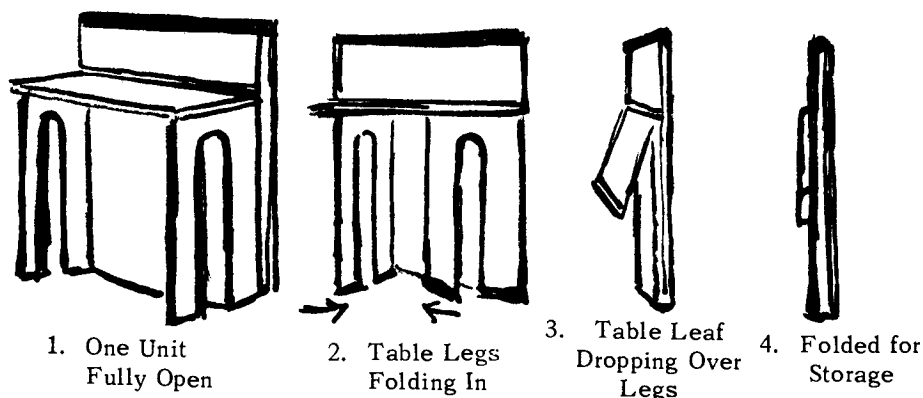 1. One Unit
Fully Open
2. Table Legs
Folding In
3. Table Leaf
Dropping Over
Legs
4. Folded for
Storage